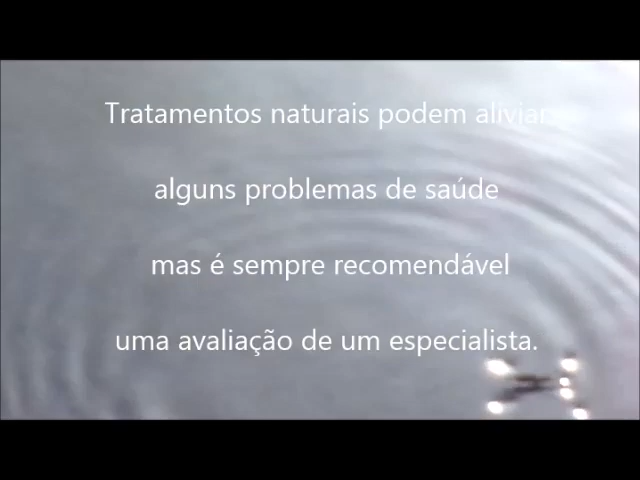 Tratamentos naturais podem aliviar
alguns problemas de saúde
mas é sempre recomendável
uma avaliação de um especialista.